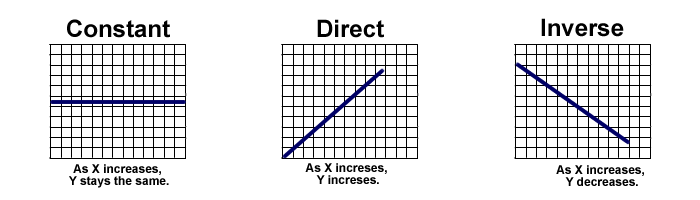 Constant
As X increases,
Y stays the same.
Direct
As X increses,
Y increses.
Inverse
As X increases,
Y decreases.